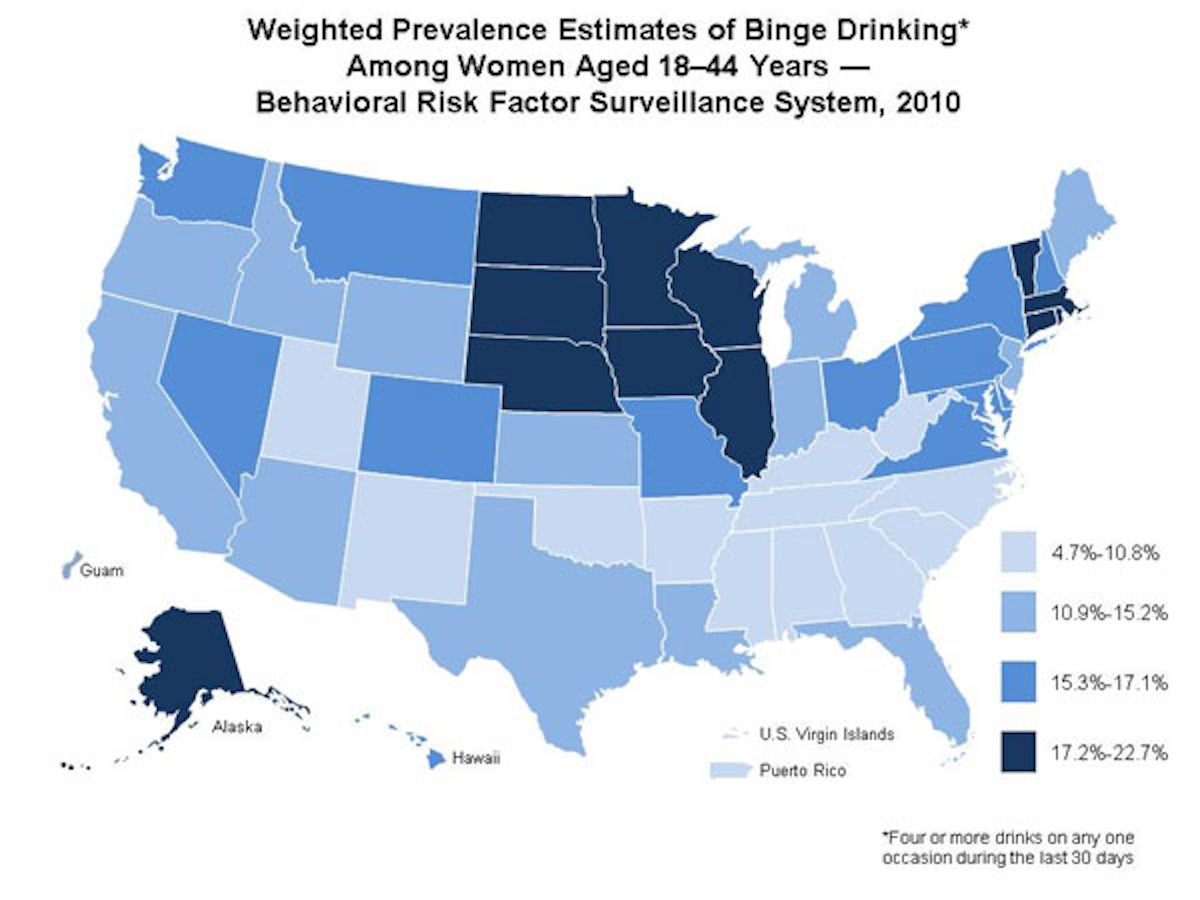 Weighted Prevalence Estimates of Binge Drinking*
Among Women Aged 18–44 Years —
Behavioral Risk Factor Surveillance System, 2010
4.7%-10.8%
Guam
10.9%-15.2%
15.3%-17.1%
Alaska
U.S. Virgin Islands
17.2%-22.7%
Hawaii
Puerto Rico
*Four or more drinks on any one
occasion during the last 30 days